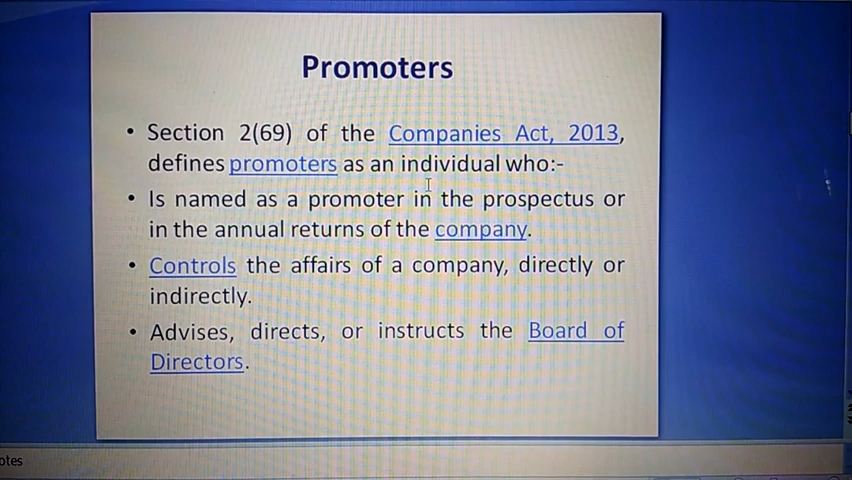 Promoters
• Section 2(69) of the Companies Act, 2013,
defines promoters as an individual who:-
• Is named as a promoter in the prospectus or
in the annual returns of the company.
• Controls the affairs of a company, directly or
indirectly.
• Advises, directs, or instructs the Board of
Directors.
otes